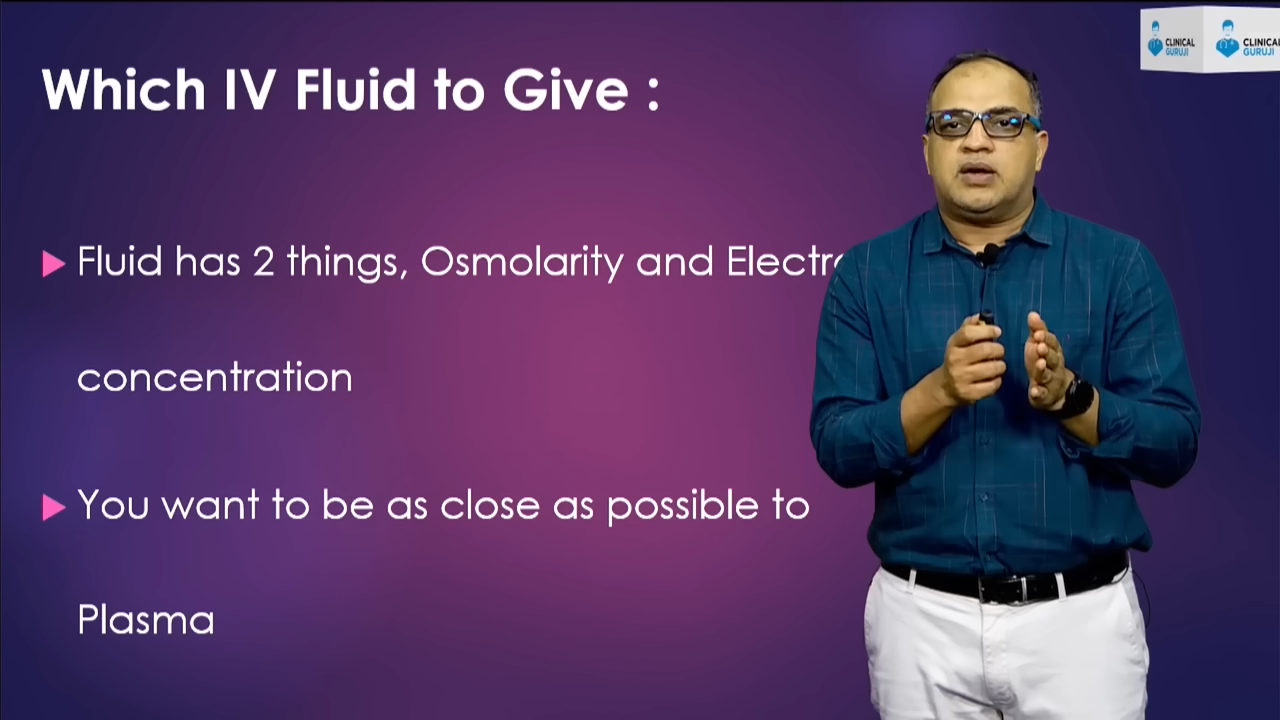 Which IV Fluid to Give :
Fluid has 2 things, Osmolarity and
concentration
You want to be as close as possible to
Plasma
CLINICAL
GURUJI
CLINICAL
GURUJI